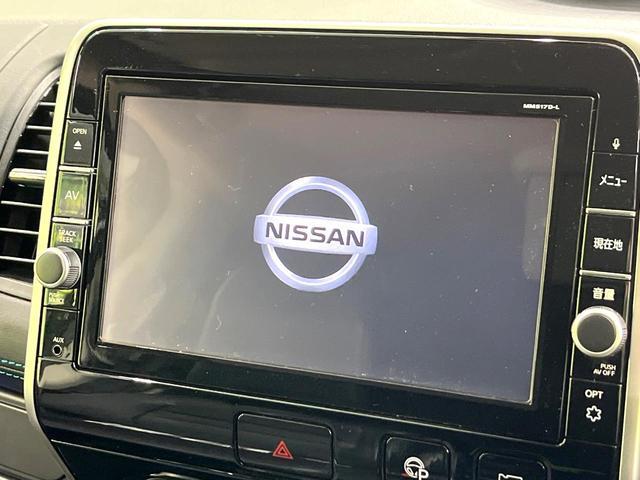 MM517D-L
OPEN
AV
TRACK
SEEK
AUX
NISSAN
メニュー
現在地
音量
PUSH
AV OFF
OPT
P